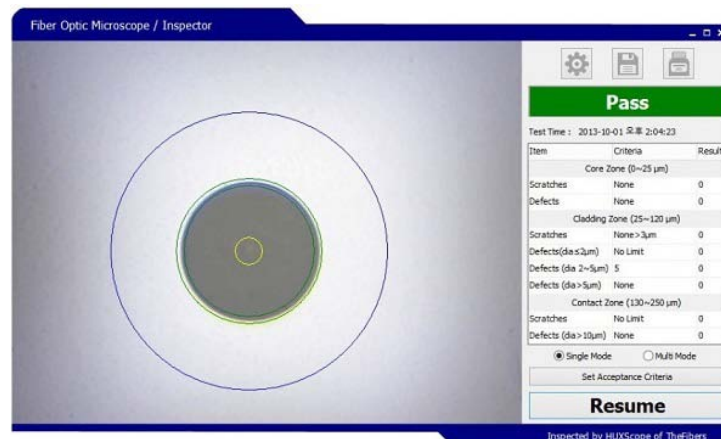 Fiber Optic Microscope / Inspector
Pass
Test Time : 2013-10-01 오후 2:04:23
Item Criteria Result
Core Zone (0~25 μm)
Scratches None 0
Defects None 0
Cladding Zone (25~120 μm)
Scratches None>3μm 0
Defects(dia≤2μm) No Limit 0
Defects (dia 2~5μm) 5 0
Defects (dia>5μm) None 0
Contact Zone (130~250 μm)
Scratches No Limit 0
Defects (dia>10μm) None 0
Single Mode Multi Mode
Set Acceptance Criteria
Resume
Inspected by HUXScope of TheFibers